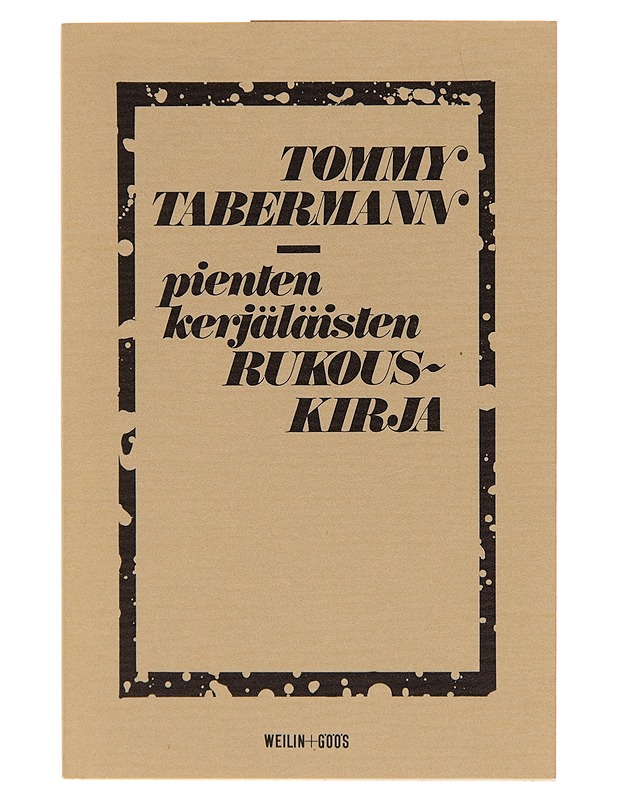 TOMMY
TABERMANN
pienten
kerjäläisten
RUKOUS~
KIRJA
WEILIN+GÖÖS